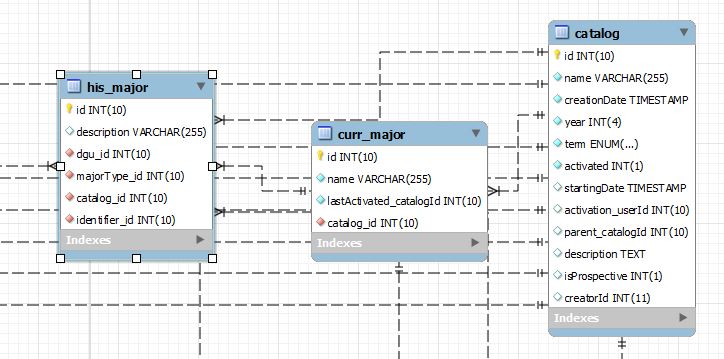 his_major
id INT(10)
description VARCHAR(255)
dgu_id INT(10)
majorType_id INT(10)
catalog_id INT(10)
identifier_id INT(10)
Indexes
curr_major
id INT(10)
name VARCHAR(255)
lastActivated_catalogId INT(10)
catalog_id INT(10)
Indexes
catalog
id INT(10)
name VARCHAR(255)
creationDate TIMESTAMP
year INT(4)
term ENUM(...)
activated INT(1)
startingDate TIMESTAMP
activation_userId INT(10)
parent_catalogId INT(10)
description TEXT
isProspective INT(1)
creatorId INT(11)
Indexes